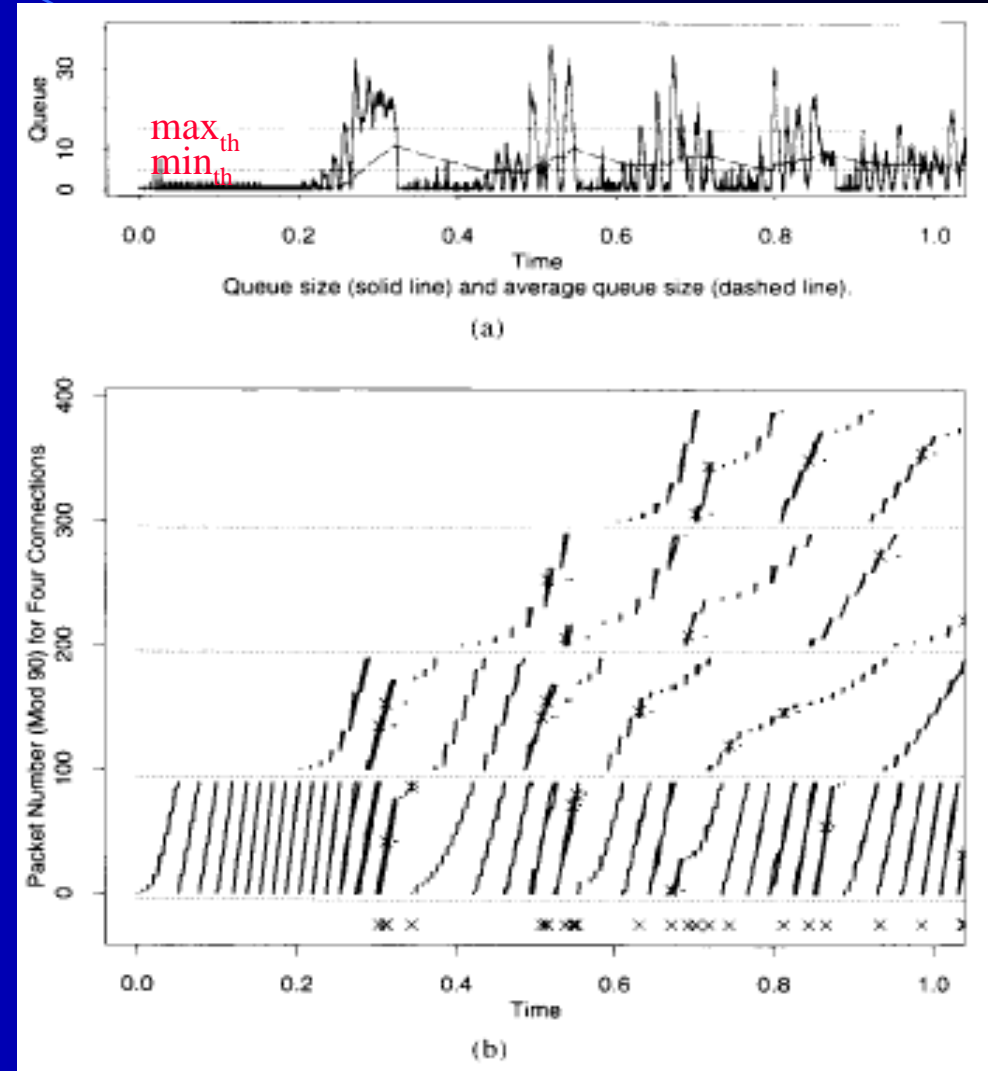 Queue
30
10
0
max_th
min_th
0.0 0.2 0.4 0.6 0.8 1.0
Time
Queue size (solid line) and average queue size (dashed line).
(a)
Packet Number (Mod 90) for Four Connections
400
300
200
100
0
0.0 0.2 0.4 0.6 0.8 1.0
Time
(b)